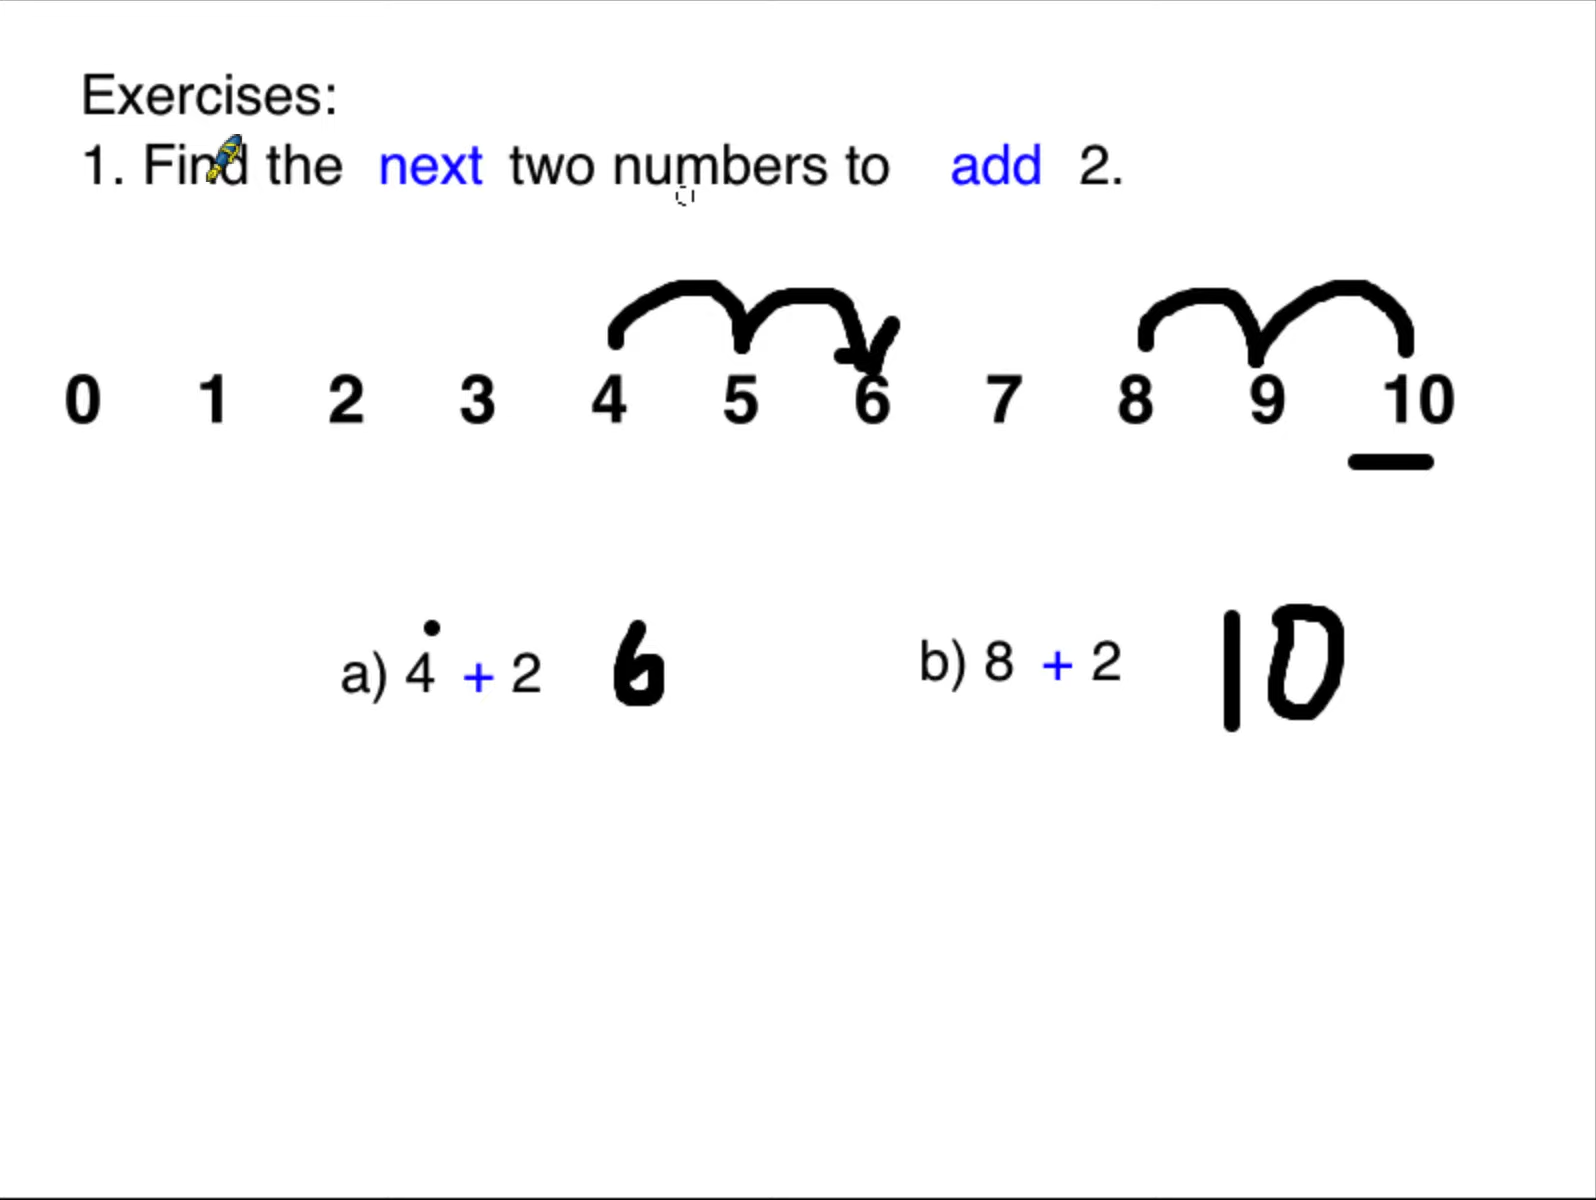 Exercises:
1. Find the next two numbers to add 2.
0 1 2 3 4 5 6 7 8 9 10
a) 4 + 2 6 b) 8 + 2 10